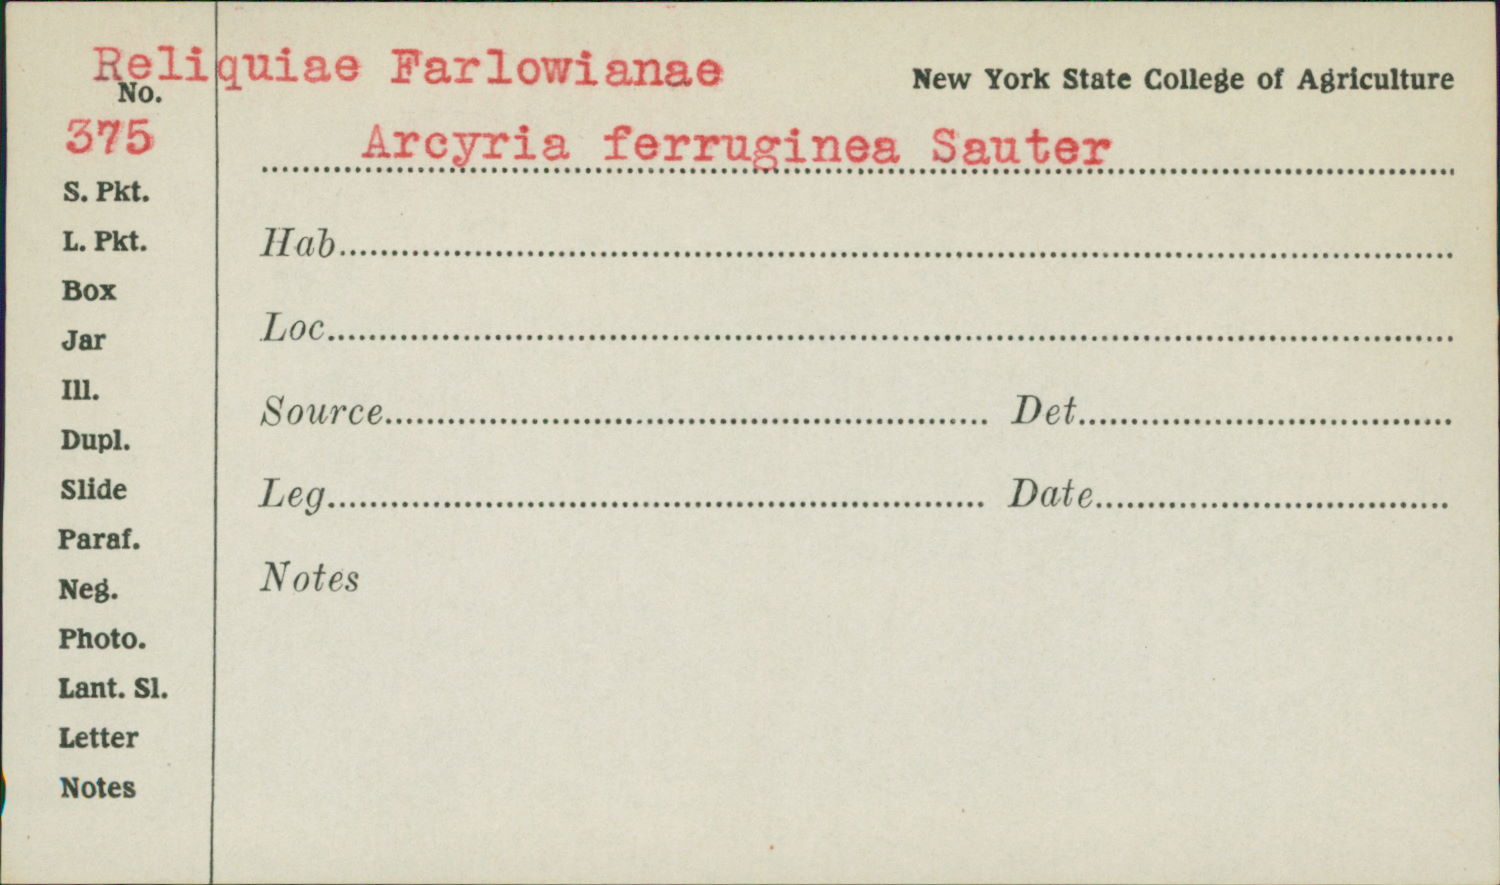 Reliquiae Farlowianae
New York State College of Agriculture
No.
375
Arcyria ferruginea Sauter
S. Pkt.
L. Pkt.
Box
Jar
Ill.
Dupl.
Slide
Paraf.
Neg.
Photo.
Lant. Sl.
Letter
Notes
Hab.
Loc.
Source. Det.
Leg. Date.
Notes